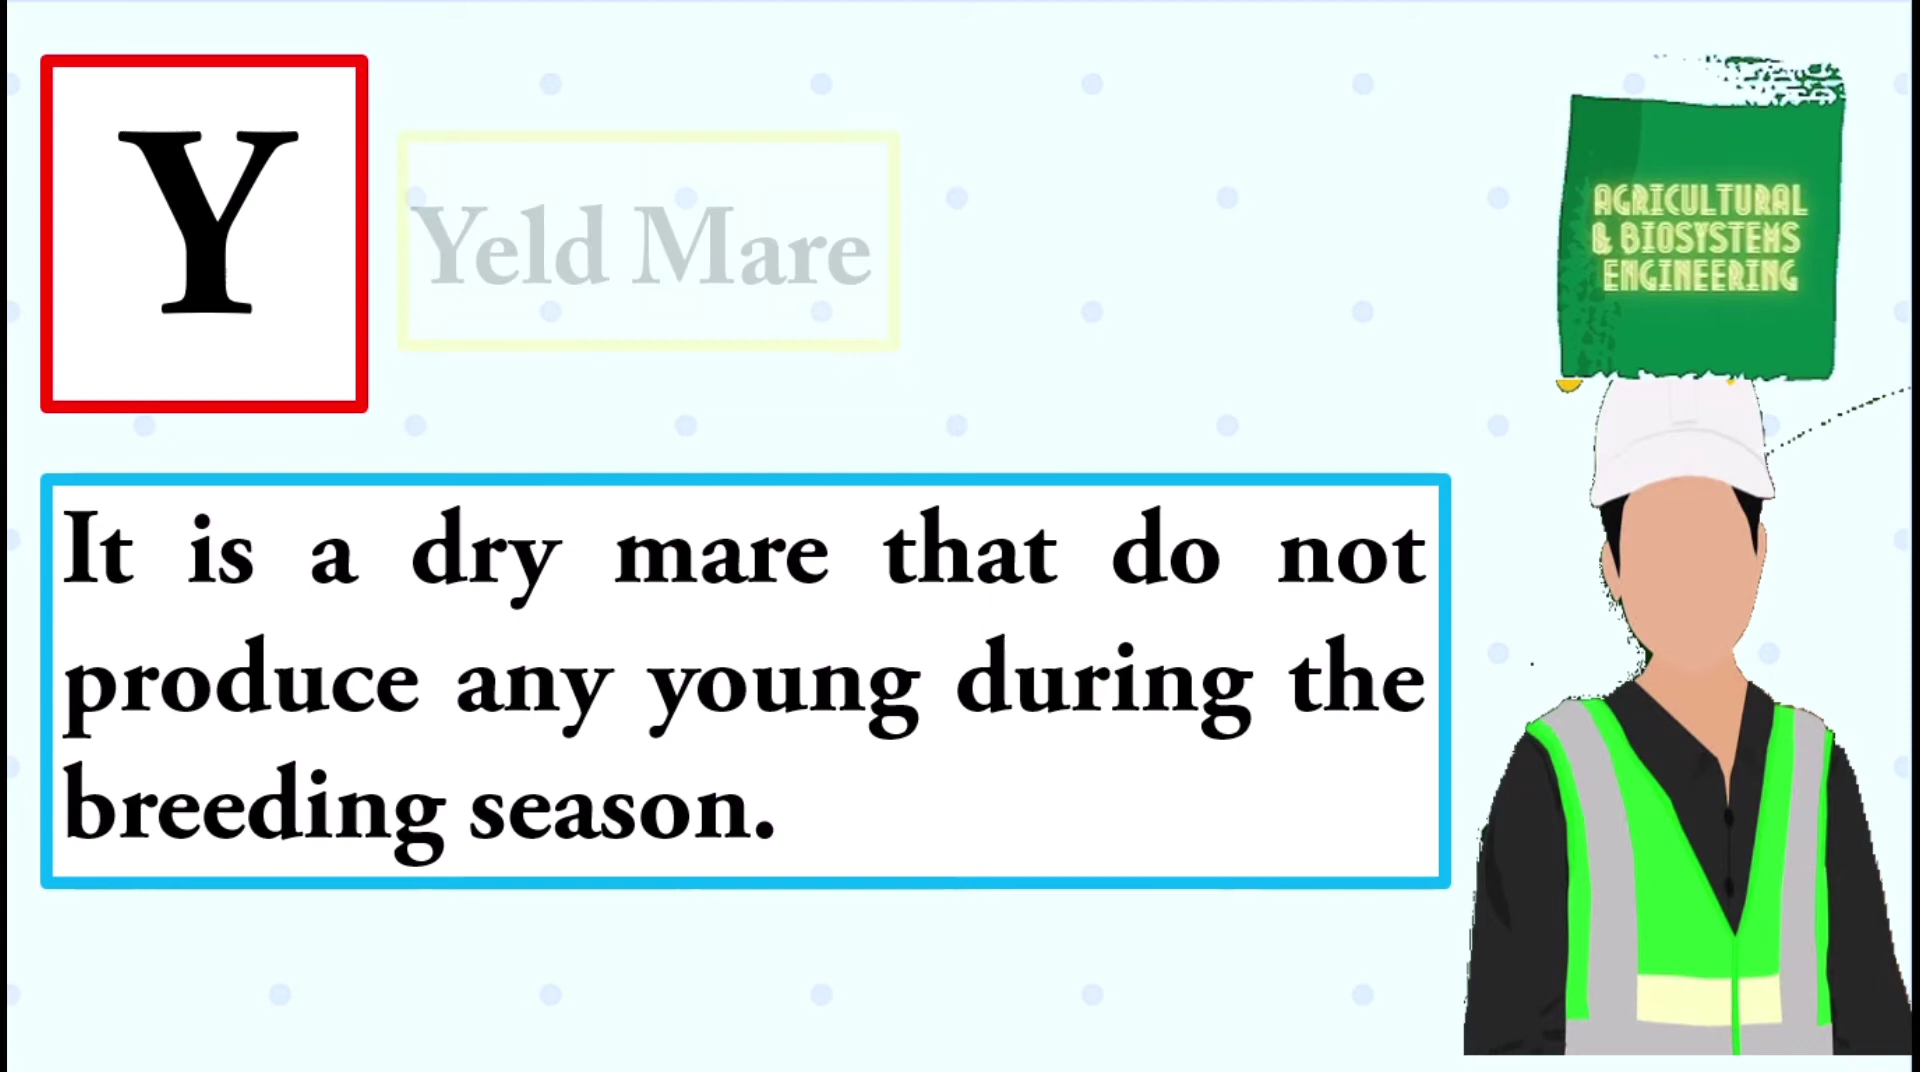 Y
Yeld Mare
AGRICULTURAL
& BIOSYSTEMS
ENGINEERING
It is a dry mare that do not
produce any young during the
breeding season.